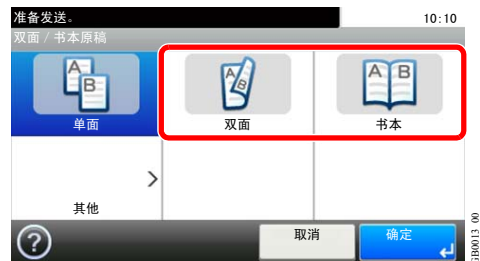 准备发送。 10:10
双面 / 书本原稿
A B A B A B
单面 双面 书本
其他
? 取消 确定
GB0013_00